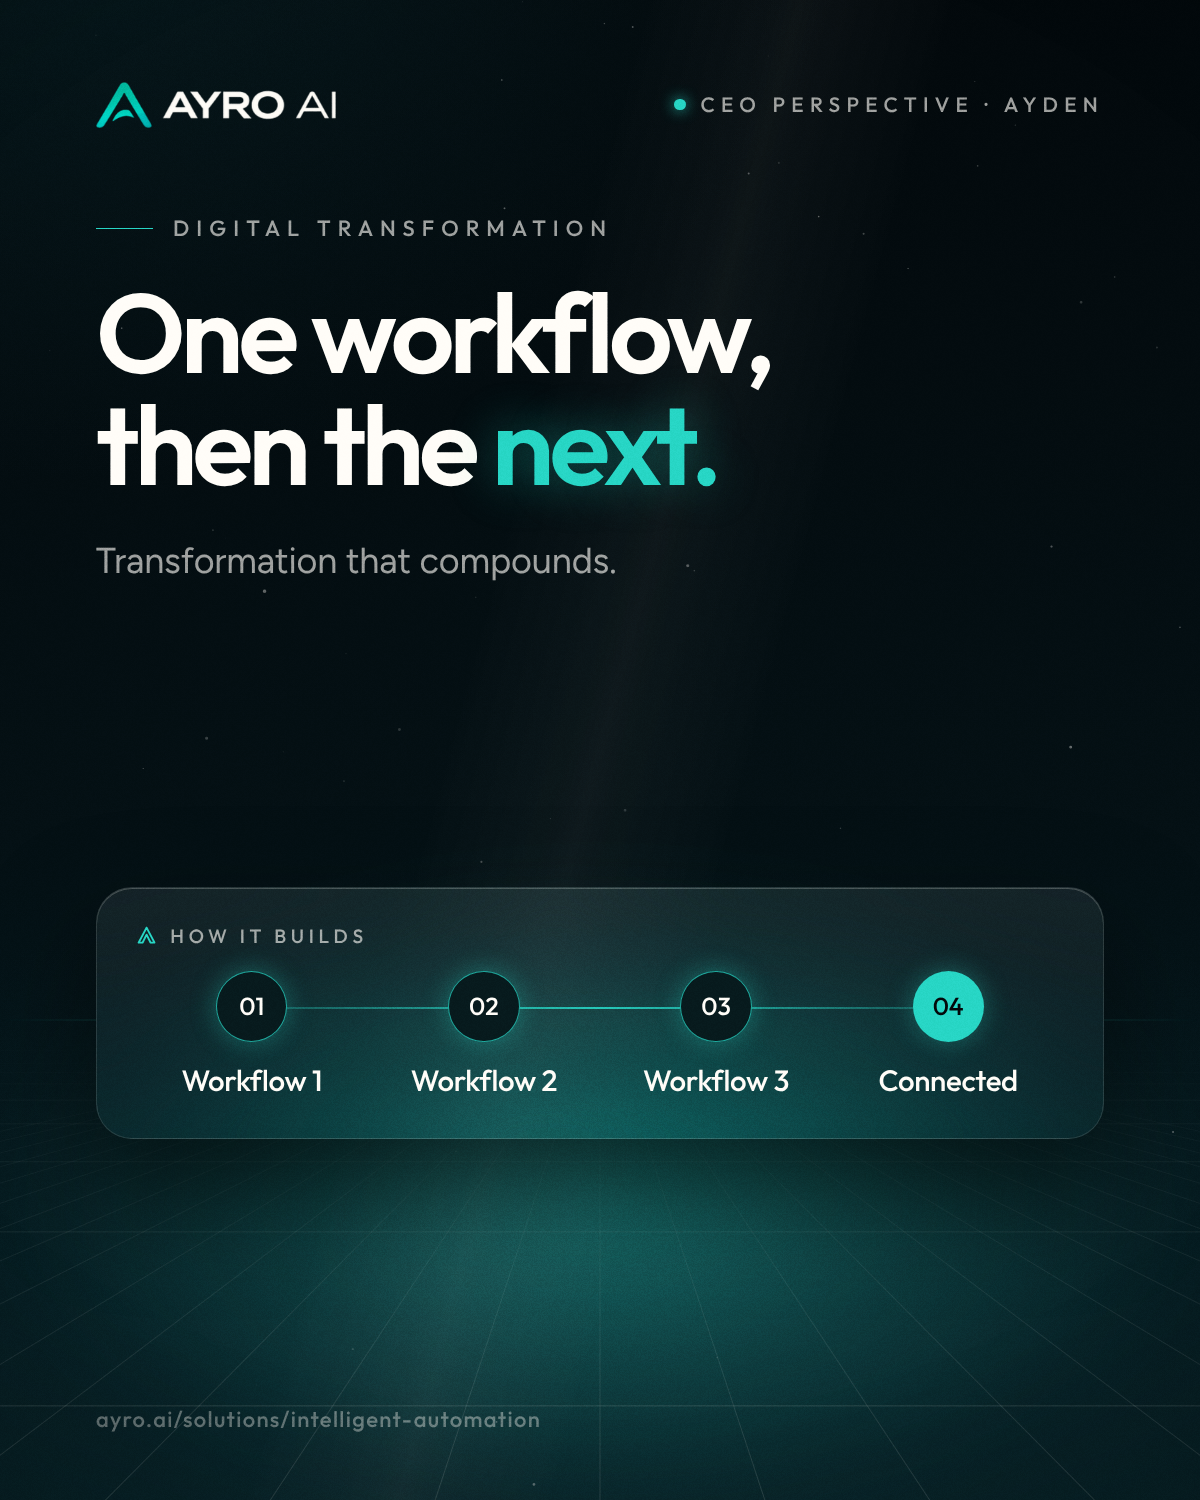 AYRO AI
CEO PERSPECTIVE · AYDEN
DIGITAL TRANSFORMATION
One workflow,
then the next.
Transformation that compounds.
HOW IT BUILDS
01 02 03 04
Workflow 1 Workflow 2 Workflow 3 Connected
ayro.ai/solutions/intelligent-automation